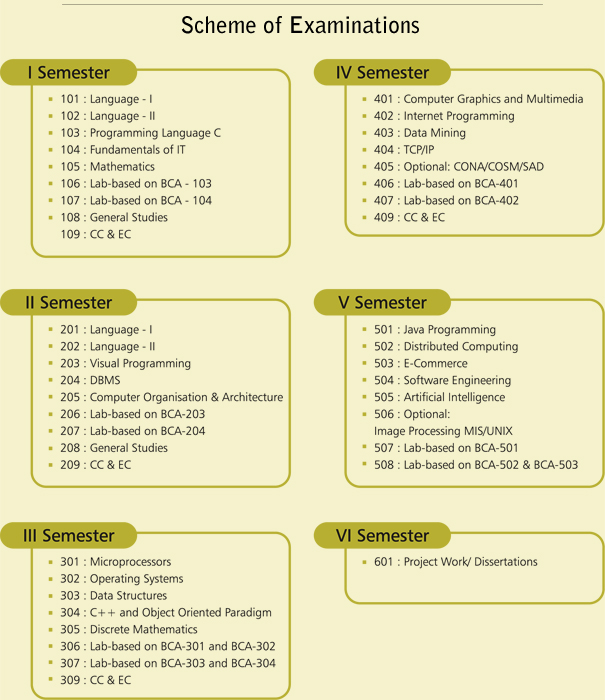 Scheme of Examinations
I Semester
101 : Language - I
102 : Language - II
103 : Programming Language C
104 : Fundamentals of IT
105 : Mathematics
106 : Lab-based on BCA - 103
107 : Lab-based on BCA - 104
108 : General Studies
109 : CC & EC
II Semester
201 : Language - I
202 : Language - II
203 : Visual Programming
204 : DBMS
205 : Computer Organisation & Architecture
206 : Lab-based on BCA-203
207 : Lab-based on BCA-204
208 : General Studies
209 : CC & EC
III Semester
301 : Microprocessors
302 : Operating Systems
303 : Data Structures
304 : C++ and Object Oriented Paradigm
305 : Discrete Mathematics
306 : Lab-based on BCA-301 and BCA-302
307 : Lab-based on BCA-303 and BCA-304
309 : CC & EC
IV Semester
401 : Computer Graphics and Multimedia
402 : Internet Programming
403 : Data Mining
404 : TCP/IP
405 : Optional: CONA/COSM/SAD
406 : Lab-based on BCA-401
407 : Lab-based on BCA-402
409 : CC & EC
V Semester
501 : Java Programming
502 : Distributed Computing
503 : E-Commerce
504 : Software Engineering
505 : Artificial Intelligence
506 : Optional:
Image Processing MIS/UNIX
507 : Lab-based on BCA-501
508 : Lab-based on BCA-502 & BCA-503
VI Semester
601 : Project Work/ Dissertations